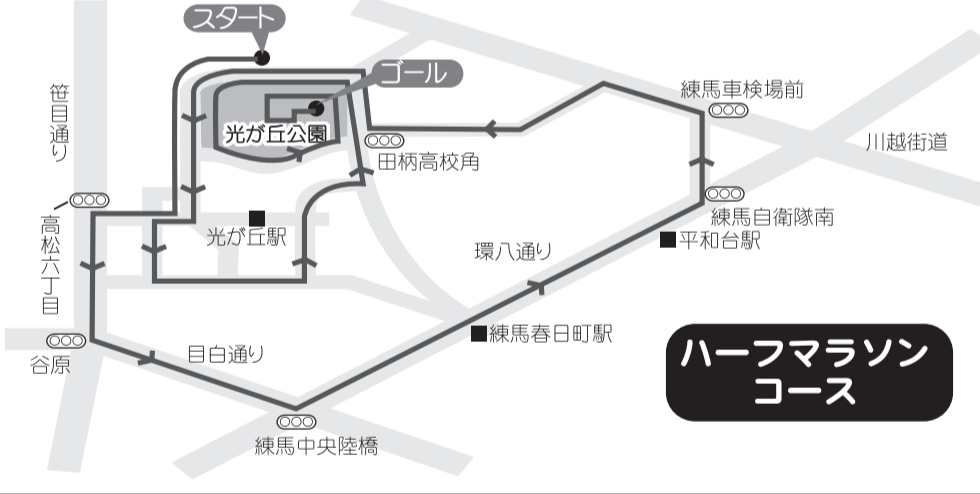 スタート
ゴール
笹目通り
練馬車検場前
光が丘公園
川越街道
田柄高校角
高松六丁目
練馬自衛隊南
光が丘駅
平和台駅
環八通り
練馬春日町駅
目白通り
谷原
ハーフマラソン
コース
練馬中央陸橋